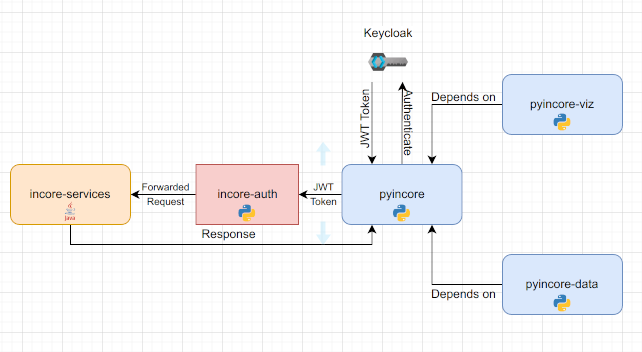 Keycloak
JWT Token
Authenticate
Depends on
pyincore-viz
incore-services
Java
Forwarded
Request
incore-auth
JWT
Token
pyincore
Response
Depends on
pyincore-data